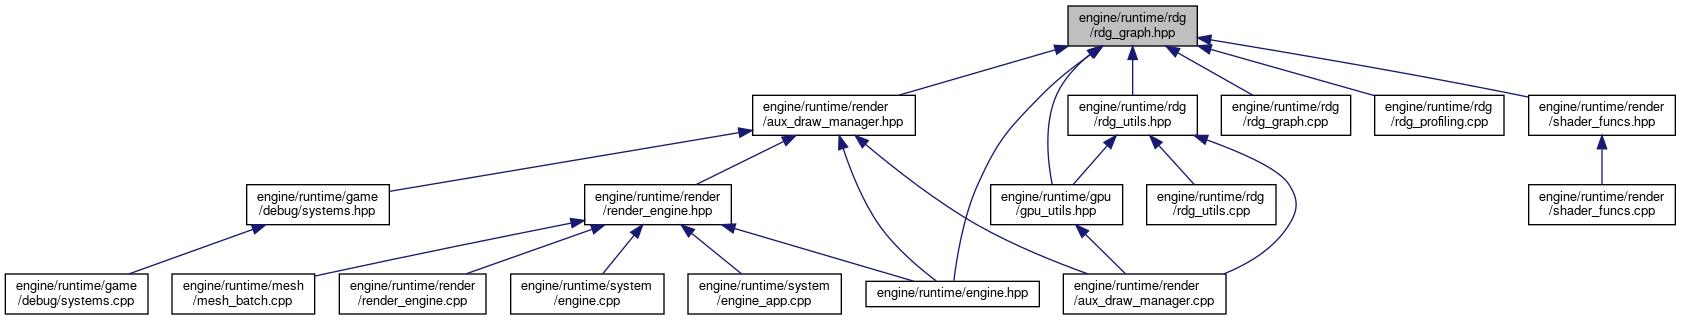 engine/runtime/rdg
/rdg_graph.hpp
engine/runtime/render
/aux_draw_manager.hpp
engine/runtime/rdg
/rdg_utils.hpp
engine/runtime/rdg
/rdg_graph.cpp
engine/runtime/rdg
/rdg_profiling.cpp
engine/runtime/render
/shader_funcs.hpp
engine/runtime/game
/debug/systems.hpp
engine/runtime/render
/render_engine.hpp
engine/runtime/gpu
/gpu_utils.hpp
engine/runtime/rdg
/rdg_utils.cpp
engine/runtime/render
/shader_funcs.cpp
engine/runtime/game
/debug/systems.cpp
engine/runtime/mesh
/mesh_batch.cpp
engine/runtime/render
/render_engine.cpp
engine/runtime/system
/engine.cpp
engine/runtime/system
/engine_app.cpp
engine/runtime/engine.hpp
engine/runtime/render
/aux_draw_manager.cpp